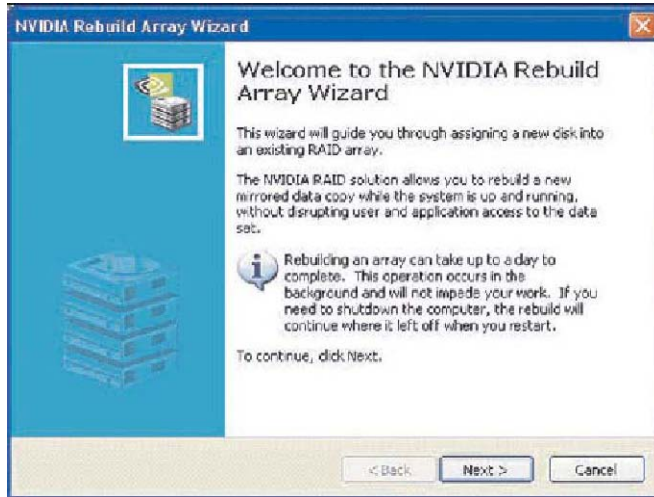 NVIDIA Rebuild Array Wizard
Welcome to the NVIDIA Rebuild
Array Wizard
This wizard will guide you through assigning a new disk into
an existing RAID array.
The NVIDIA RAID solution allows you to rebuild a new
mirrored data copy while the system is up and running,
without disrupting user and application access to the data
set.
Rebuilding an array can take up to a day to
complete. This operation occurs in the
background and will not impede your work. If you
need to shutdown the computer, the rebuild will
continue where it left off when you restart.
To continue, click Next.
< Back Next > Cancel